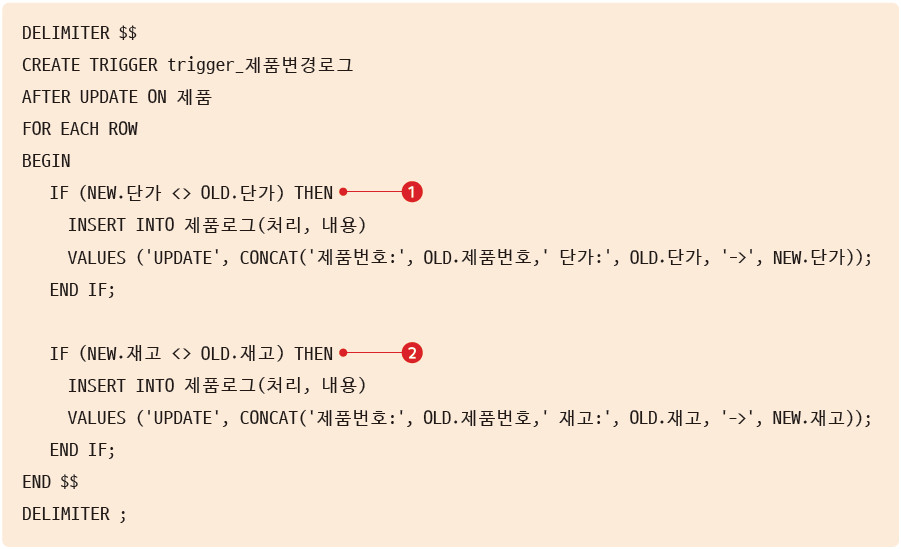 DELIMITER $$
CREATE TRIGGER trigger_제품변경로그
AFTER UPDATE ON 제품
FOR EACH ROW
BEGIN
IF (NEW.단가 <> OLD.단가) THEN 1
INSERT INTO 제품로그(처리, 내용)
VALUES ('UPDATE', CONCAT('제품번호:', OLD.제품번호,' 단가:', OLD.단가, '->', NEW.단가));
END IF;
IF (NEW.재고 <> OLD.재고) THEN 2
INSERT INTO 제품로그(처리, 내용)
VALUES ('UPDATE', CONCAT('제품번호:', OLD.제품번호,' 재고:', OLD.재고, '->', NEW.재고));
END IF;
END $$
DELIMITER ;